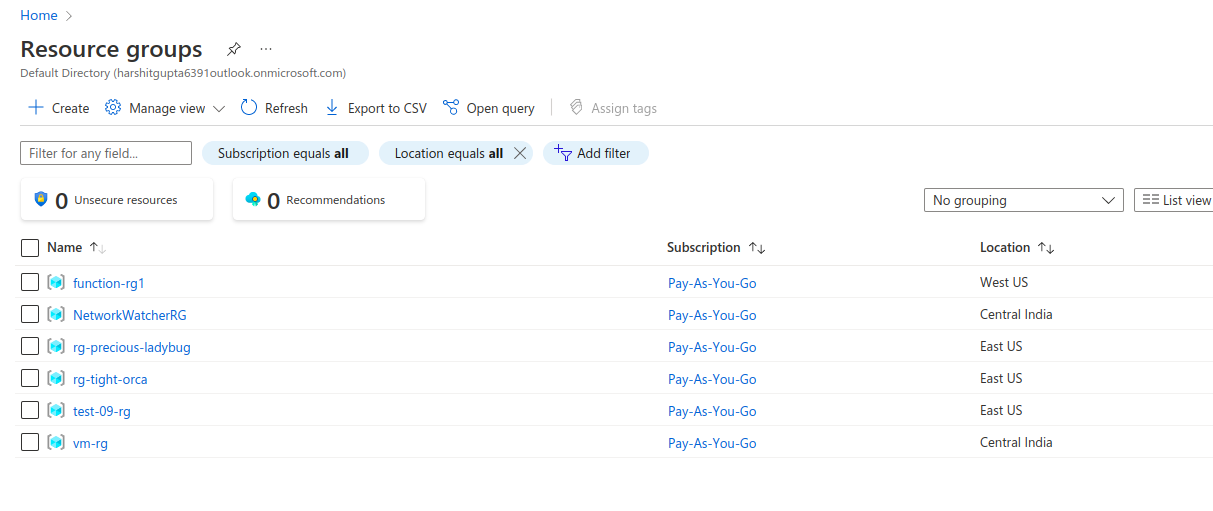 Home
Resource groups
Default Directory (harshitgupta6391outlook.onmicrosoft.com)
Create Manage view Refresh Export to CSV Open query Assign tags
Filter for any field... Subscription equals all Location equals all Add filter
0 Unsecure resources 0 Recommendations No grouping List view
Name Subscription Location
function-rg1 Pay-As-You-Go West US
NetworkWatcherRG Pay-As-You-Go Central India
rg-precious-ladybug Pay-As-You-Go East US
rg-tight-orca Pay-As-You-Go East US
test-09-rg Pay-As-You-Go East US
vm-rg Pay-As-You-Go Central India